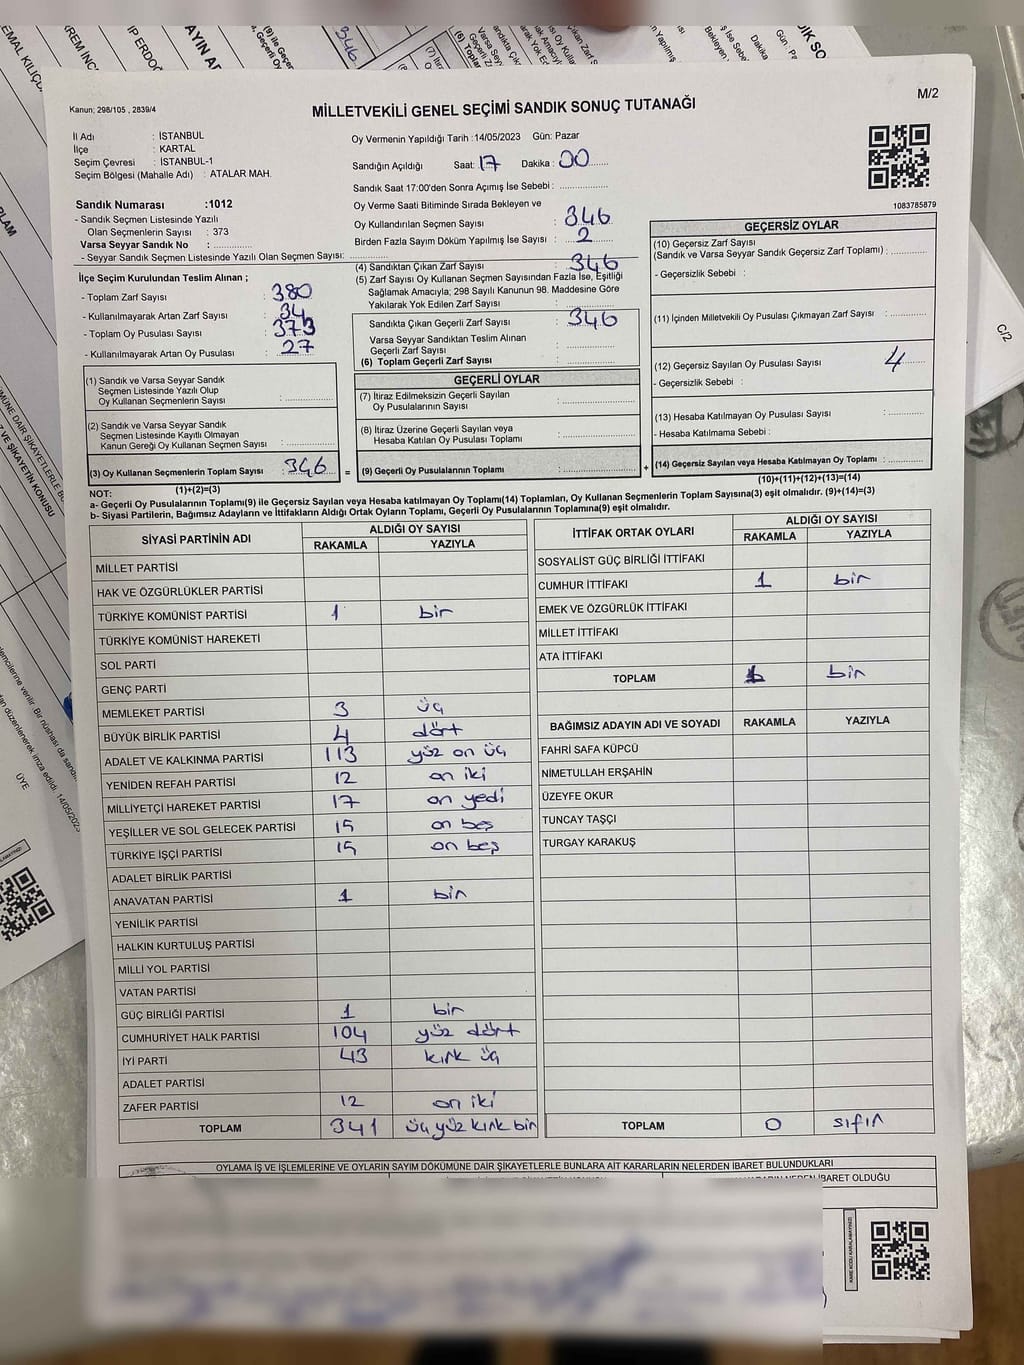 M/2
Kanun; 298/105 , 2839/4
MİLLETVEKİLİ GENEL SEÇİMİ SANDIK SONUÇ TUTANAĞI
İl Adı : İSTANBUL
İlçe : KARTAL
Seçim Çevresi : İSTANBUL-1
Seçim Bölgesi (Mahalle Adı) : ATALAR MAH.
Oy Vermenin Yapıldığı Tarih :14/05/2023 Gün: Pazar
Sandığın Açıldığı Saat: 17 Dakika: 00
Sandık Saat 17:00'den Sonra Açımış İse Sebebi :
1083785879
Sandık Numarası :1012
- Sandık Seçmen Listesinde Yazılı
Olan Seçmenlerin Sayısı : 373
Varsa Seyyar Sandık No :
- Seyyar Sandık Seçmen Listesinde Yazılı Olan Seçmen Sayısı:
Oy Verme Saati Bitiminde Sırada Bekleyen ve
Oy Kullandırılan Seçmen Sayısı : 346
Birden Fazla Sayım Döküm Yapılmış İse Sayısı : 2
İlçe Seçim Kurulundan Teslim Alınan ;
- Toplam Zarf Sayısı : 380
- Kullanılmayarak Artan Zarf Sayısı : 34
- Toplam Oy Pusulası Sayısı : 373
- Kullanılmayarak Artan Oy Pusulası : 27
(4) Sandıktan Çıkan Zarf Sayısı : 346
(5) Zarf Sayısı Oy Kullanan Seçmen Sayısından Fazla İse, Eşitliği
Sağlamak Amacıyla; 298 Sayılı Kanunun 98. Maddesine Göre
Yakılarak Yok Edilen Zarf Sayısı :
Sandıkta Çıkan Geçerli Zarf Sayısı : 346
Varsa Seyyar Sandıktan Teslim Alınan
Geçerli Zarf Sayısı :
(6) Toplam Geçerli Zarf Sayısı :
GEÇERSİZ OYLAR
(10) Geçersiz Zarf Sayısı
(Sandık ve Varsa Seyyar Sandık Geçersiz Zarf Toplamı) :
- Geçersizlik Sebebi :
(11) İçinden Milletvekili Oy Pusulası Çıkmayan Zarf Sayısı :
(12) Geçersiz Sayılan Oy Pusulası Sayısı : 4
- Geçersizlik Sebebi :
(13) Hesaba Katılmayan Oy Pusulası Sayısı :
- Hesaba Katılmama Sebebi :
(14) Geçersiz Sayılan veya Hesaba Katılmayan Oy Toplamı :
(10)+(11)+(12)+(13)=(14)
(1) Sandık ve Varsa Seyyar Sandık
Seçmen Listesinde Yazılı Olup
Oy Kullanan Seçmenlerin Sayısı :
(2) Sandık ve Varsa Seyyar Sandık
Seçmen Listesinde Kayıtlı Olmayan
Kanun Gereği Oy Kullanan Seçmen Sayısı :
(3) Oy Kullanan Seçmenlerin Toplam Sayısı : 346 =
(1)+(2)=(3)
GEÇERLİ OYLAR
(7) İtiraz Edilmeksizin Geçerli Sayılan
Oy Pusulalarının Sayısı :
(8) İtiraz Üzerine Geçerli Sayılan veya
Hesaba Katılan Oy Pusulası Toplamı :
(9) Geçerli Oy Pusulalarının Toplamı : +
NOT:
a- Geçerli Oy Pusulalarının Toplamı(9) ile Geçersiz Sayılan veya Hesaba katılmayan Oy Toplamı(14) Toplamları, Oy Kullanan Seçmenlerin Toplam Sayısına(3) eşit olmalıdır. (9)+(14)=(3)
b- Siyasi Partilerin, Bağımsız Adayların ve İttifakların Aldığı Ortak Oyların Toplamı, Geçerli Oy Pusulalarının Toplamına(9) eşit olmalıdır.
SİYASİ PARTİNİN ADI ALDIĞI OY SAYISI
RAKAMLA YAZIYLA
MİLLET PARTİSİ
HAK VE ÖZGÜRLÜKLER PARTİSİ
TÜRKİYE KOMÜNİST PARTİSİ 1 bir
TÜRKİYE KOMÜNİST HAREKETİ
SOL PARTİ
GENÇ PARTİ
MEMLEKET PARTİSİ 3 üç
BÜYÜK BİRLİK PARTİSİ 4 dört
ADALET VE KALKINMA PARTİSİ 113 yüz on üç
YENİDEN REFAH PARTİSİ 12 on iki
MİLLİYETÇİ HAREKET PARTİSİ 17 on yedi
YEŞİLLER VE SOL GELECEK PARTİSİ 15 on beş
TÜRKİYE İŞÇİ PARTİSİ 15 on beş
ADALET BİRLİK PARTİSİ
ANAVATAN PARTİSİ 1 bir
YENİLİK PARTİSİ
HALKIN KURTULUŞ PARTİSİ
MİLLİ YOL PARTİSİ
VATAN PARTİSİ
GÜÇ BİRLİĞİ PARTİSİ 1 bir
CUMHURİYET HALK PARTİSİ 104 yüz dört
İYİ PARTİ 43 kırk üç
ADALET PARTİSİ
ZAFER PARTİSİ 12 on iki
TOPLAM 341 üç yüz kırk bir
İTTİFAK ORTAK OYLARI ALDIĞI OY SAYISI
RAKAMLA YAZIYLA
SOSYALİST GÜÇ BİRLİĞİ İTTİFAKI
CUMHUR İTTİFAKI 1 bir
EMEK VE ÖZGÜRLÜK İTTİFAKI
MİLLET İTTİFAKI
ATA İTTİFAKI
TOPLAM 1 bir
BAĞIMSIZ ADAYIN ADI VE SOYADI RAKAMLA YAZIYLA
FAHRİ SAFA KÜPCÜ
NİMETULLAH ERŞAHİN
ÜZEYFE OKUR
TUNCAY TAŞÇI
TURGAY KARAKUŞ
TOPLAM 0 sıfır
OYLAMA İŞ VE İŞLEMLERİNE VE OYLARIN SAYIM DÖKÜMÜNE DAİR ŞİKAYETLERLE BUNLARA AİT KARARLARIN NELERDEN İBARET BULUNDUKLARI
İBARET OLDUĞU
C/2
ÜYE
346